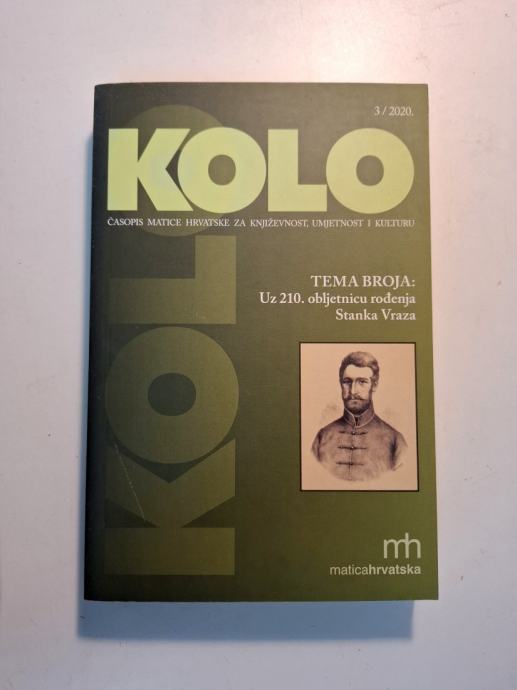 3 / 2020.
KOLO
ČASOPIS MATICE HRVATSKE ZA KNJIŽEVNOST, UMJETNOST I KULTURU
KOLO
TEMA BROJA:
Uz 210. obljetnicu rođenja
Stanka Vraza
mh
maticahrvatska